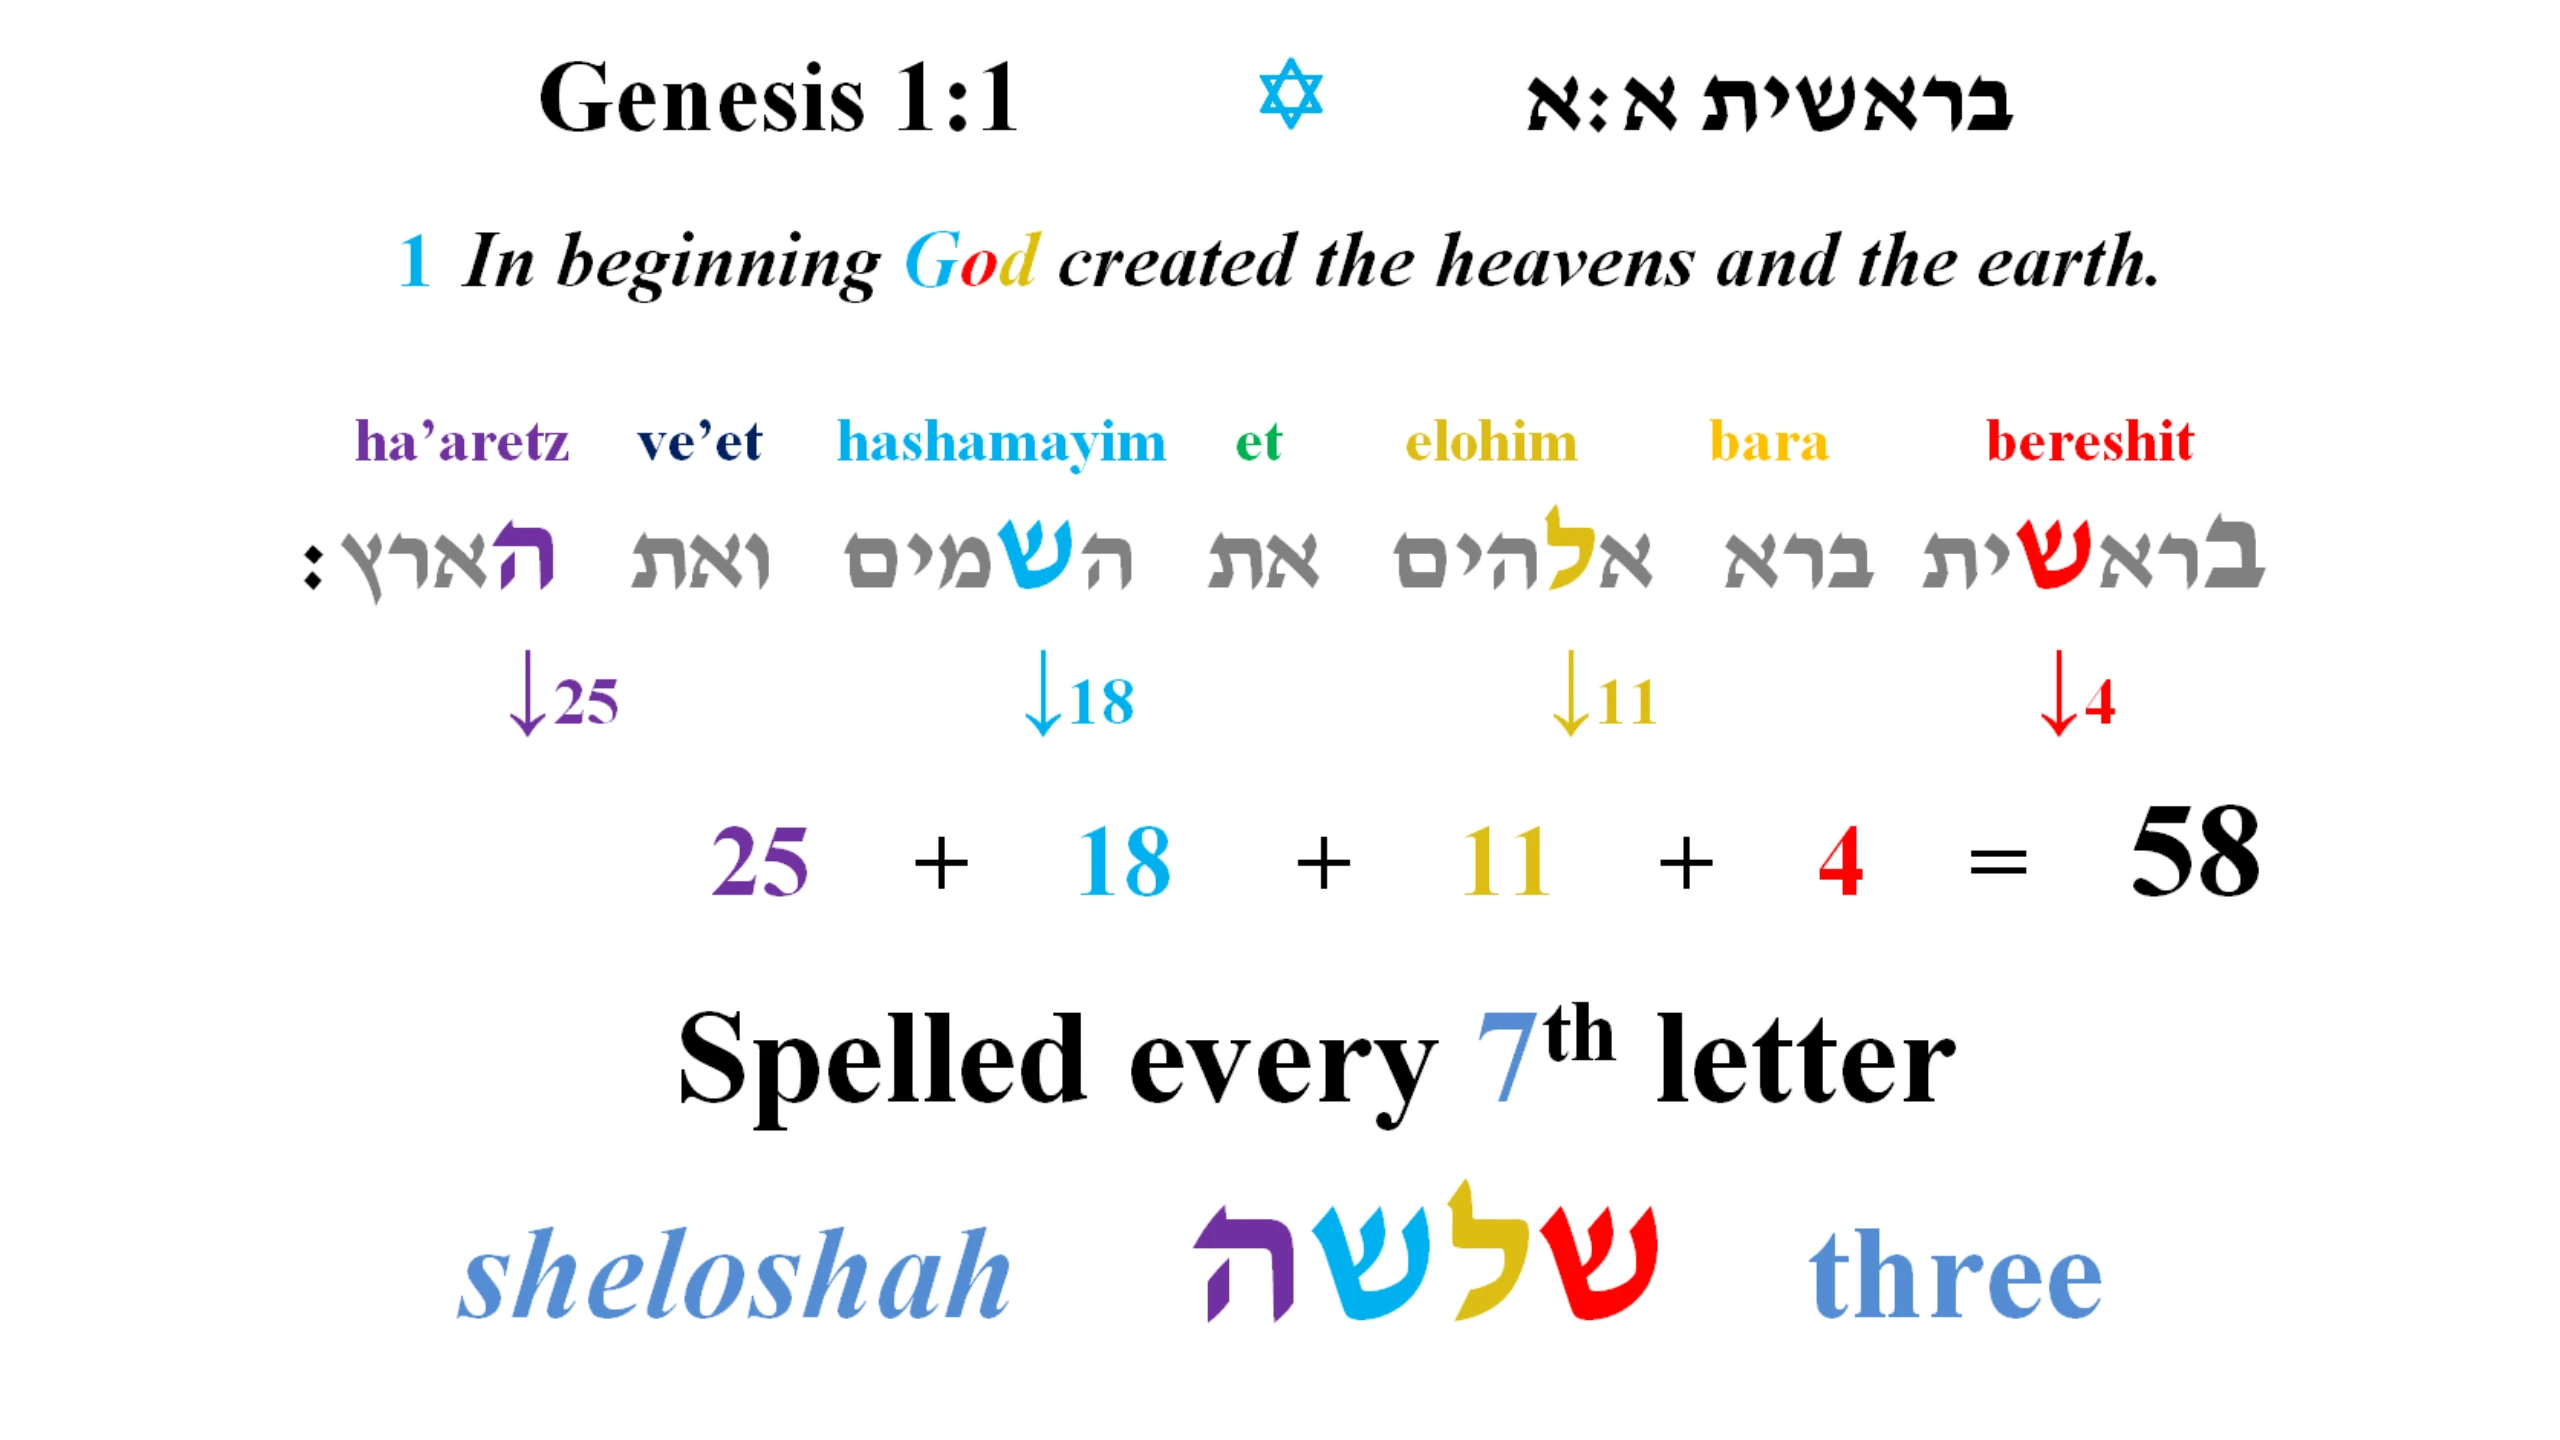 Genesis 1:1 ✡ בראשית א:א
1 In beginning God created the heavens and the earth.
ha’aretz ve’et hashamayim et elohim bara bereshit
בראשית ברא אלהים את השמים ואת הארץ:
↓25 ↓18 ↓11 ↓4
25 + 18 + 11 + 4 = 58
Spelled every 7th letter
sheloshah שלשה three